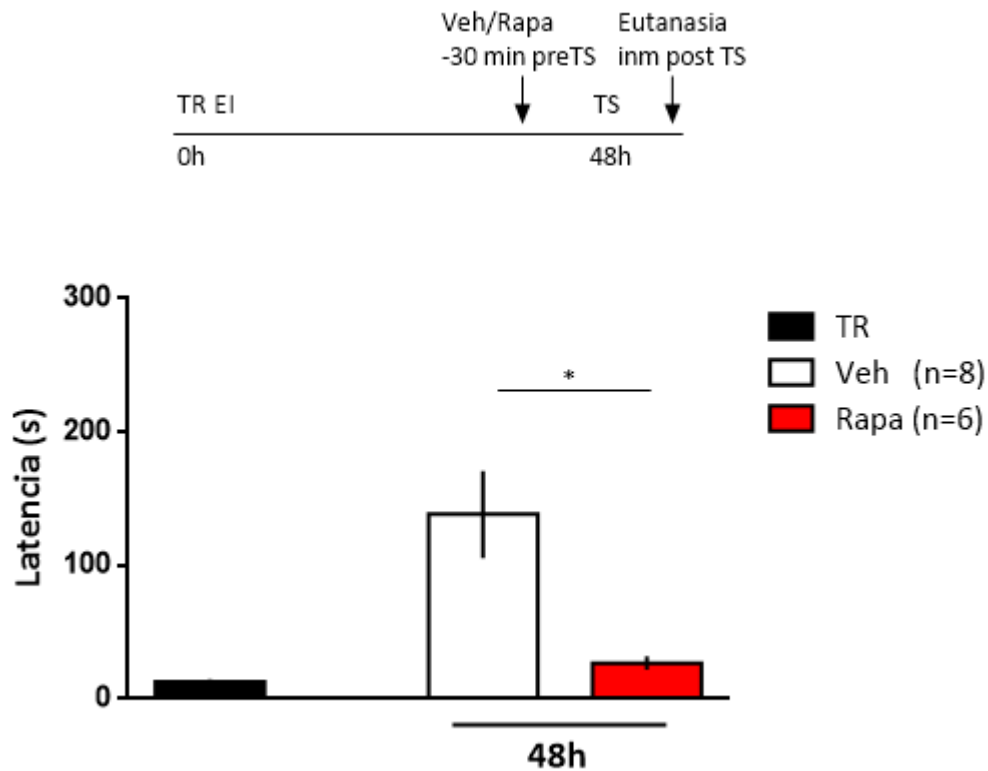 Veh/Rapa
-30 min preTS
Eutanasia
inm post TS
TR EI
TS
0h
48h
300
200
100
0
Latencia (s)
*
TR
Veh (n=8)
Rapa (n=6)
48h